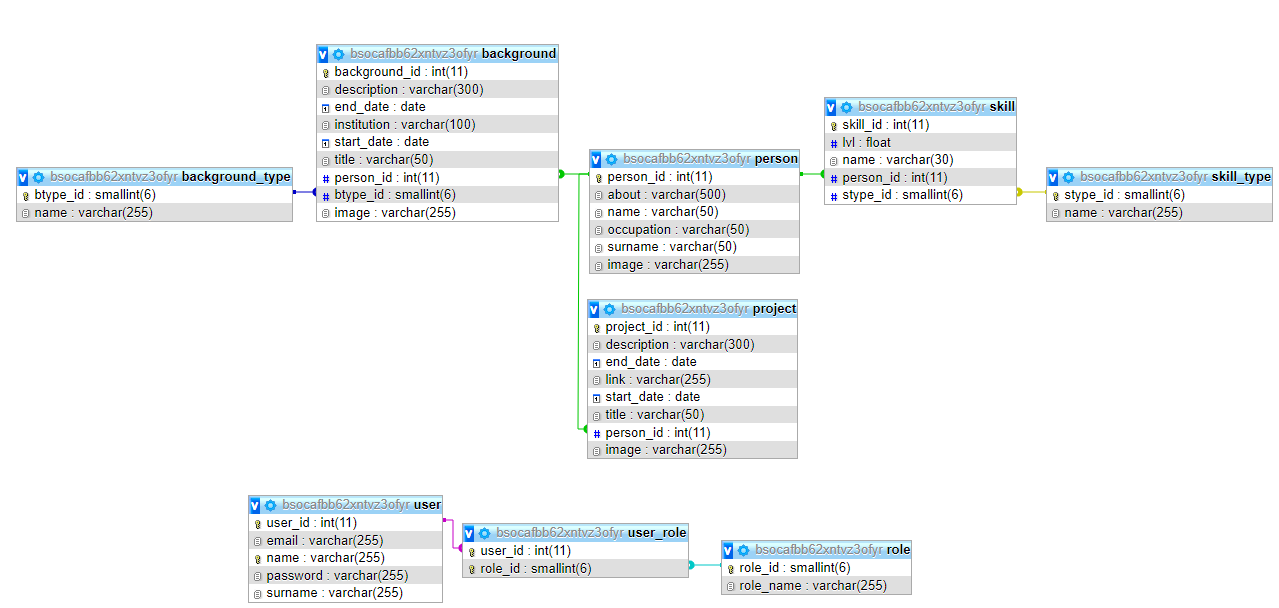 bsocafbb62xntvz3ofyr background
background_id : int(11)
description : varchar(300)
end_date : date
institution : varchar(100)
start_date : date
title : varchar(50)
person_id : int(11)
btype_id : smallint(6)
image : varchar(255)
bsocafbb62xntvz3ofyr background_type
btype_id : smallint(6)
name : varchar(255)
bsocafbb62xntvz3ofyr person
person_id : int(11)
about : varchar(500)
name : varchar(50)
occupation : varchar(50)
surname : varchar(50)
image : varchar(255)
bsocafbb62xntvz3ofyr skill
skill_id : int(11)
lvl : float
name : varchar(30)
person_id : int(11)
stype_id : smallint(6)
bsocafbb62xntvz3ofyr skill_type
stype_id : smallint(6)
name : varchar(255)
bsocafbb62xntvz3ofyr project
project_id : int(11)
description : varchar(300)
end_date : date
link : varchar(255)
start_date : date
title : varchar(50)
person_id : int(11)
image : varchar(255)
bsocafbb62xntvz3ofyr user
user_id : int(11)
email : varchar(255)
name : varchar(255)
password : varchar(255)
surname : varchar(255)
bsocafbb62xntvz3ofyr user_role
user_id : int(11)
role_id : smallint(6)
bsocafbb62xntvz3ofyr role
role_id : smallint(6)
role_name : varchar(255)